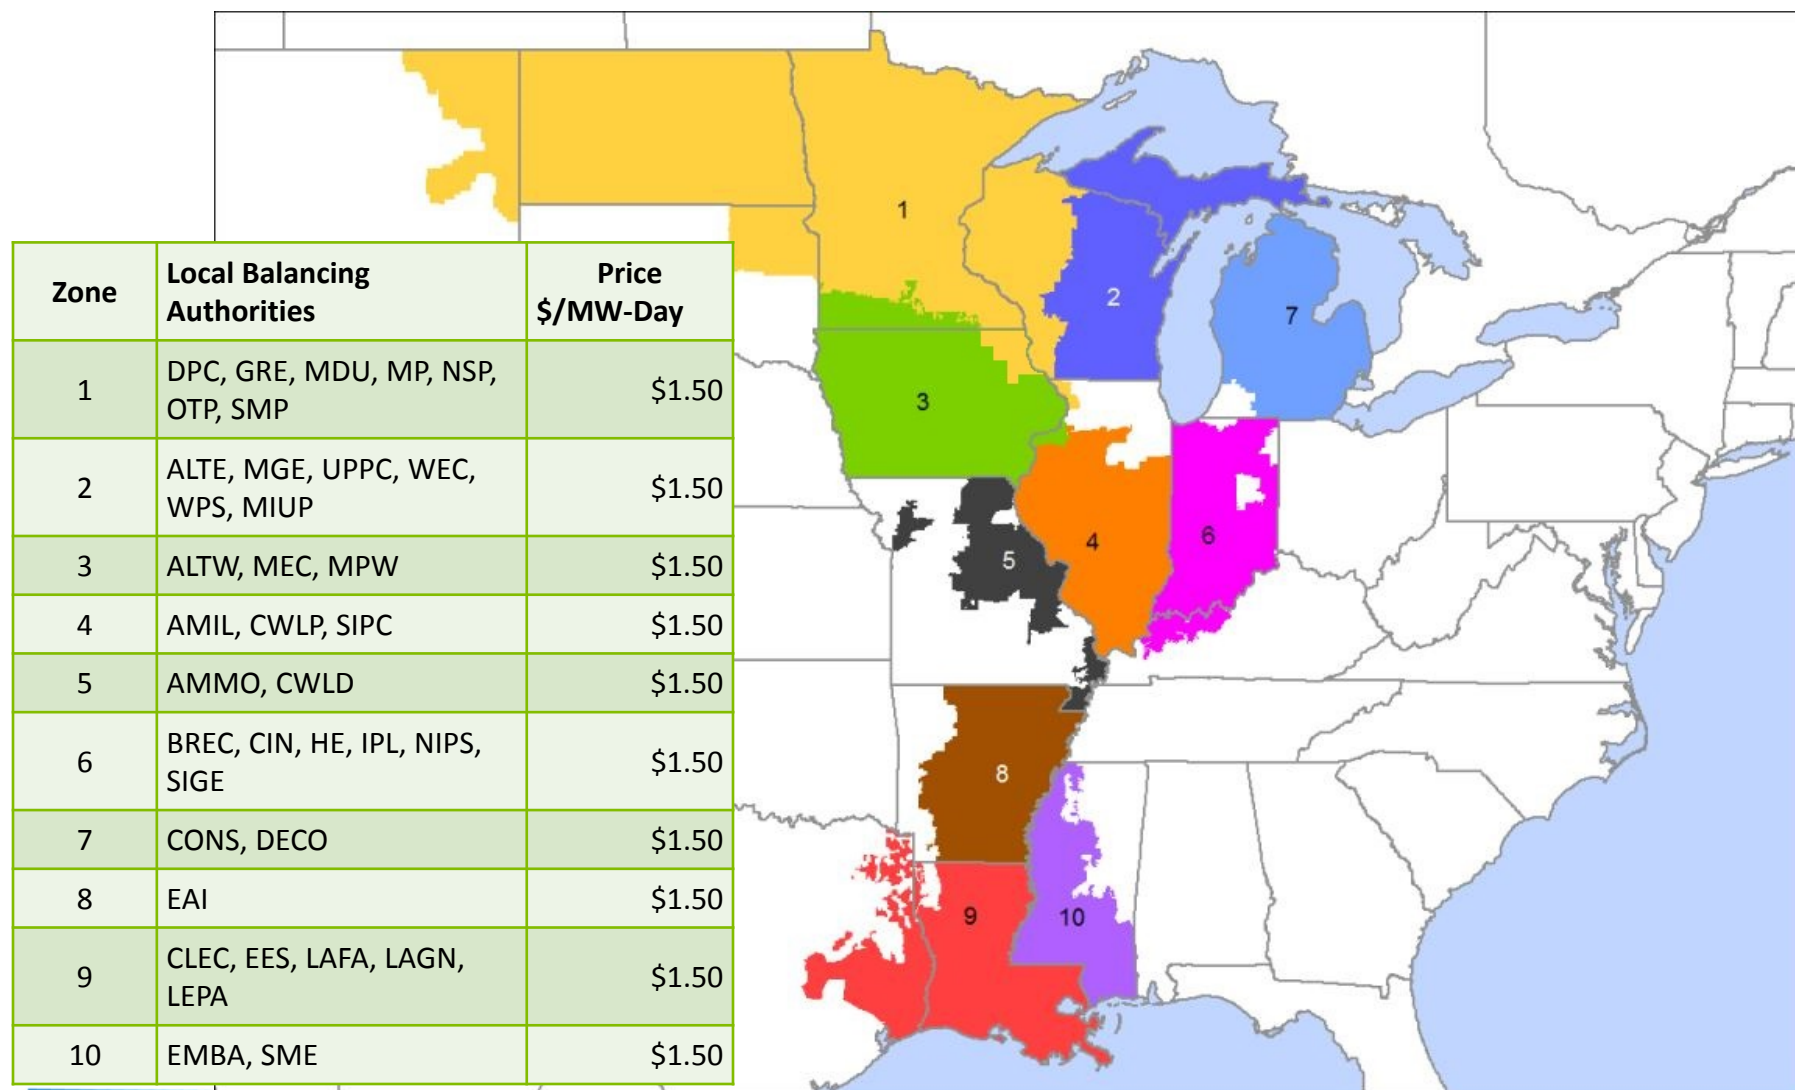 Zone
Local Balancing
Authorities
Price
$/MW-Day
1
DPC, GRE, MDU, MP, NSP,
OTP, SMP
$1.50
2
ALTE, MGE, UPPC, WEC,
WPS, MIUP
$1.50
3
ALTW, MEC, MPW
$1.50
4
AMIL, CWLP, SIPC
$1.50
5
AMMO, CWLD
$1.50
6
BREC, CIN, HE, IPL, NIPS,
SIGE
$1.50
7
CONS, DECO
$1.50
8
EAI
$1.50
9
CLEC, EES, LAFA, LAGN,
LEPA
$1.50
10
EMBA, SME
$1.50
1
2
7
3
4
6
5
8
9
10